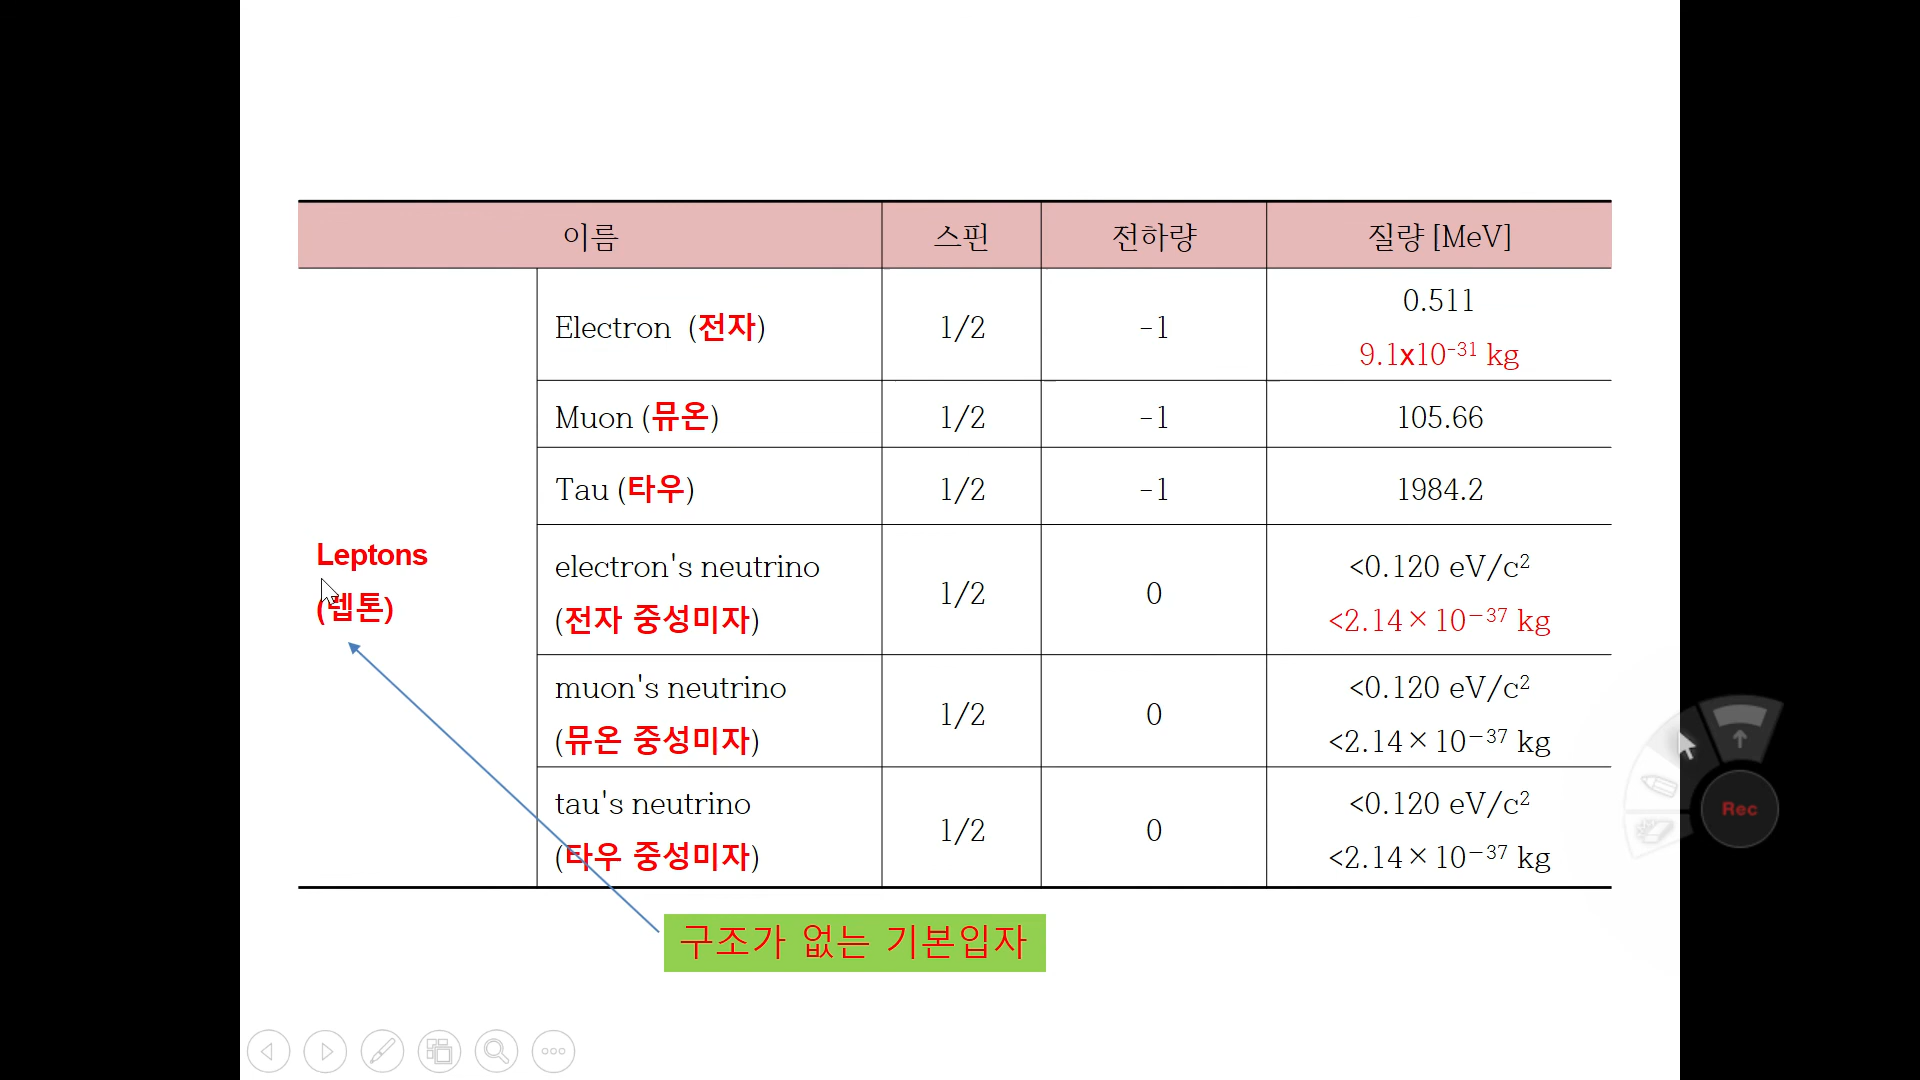 이름 스핀 전하량 질량 [MeV]
Leptons
(렙톤)
Electron (전자) 1/2 -1 0.511
9.1x10⁻³¹ kg
Muon (뮤온) 1/2 -1 105.66
Tau (타우) 1/2 -1 1984.2
electron's neutrino
(전자 중성미자) 1/2 0 <0.120 eV/c²
<2.14×10⁻³⁷ kg
muon's neutrino
(뮤온 중성미자) 1/2 0 <0.120 eV/c²
<2.14×10⁻³⁷ kg
tau's neutrino
(타우 중성미자) 1/2 0 <0.120 eV/c²
<2.14×10⁻³⁷ kg
구조가 없는 기본입자
Rec